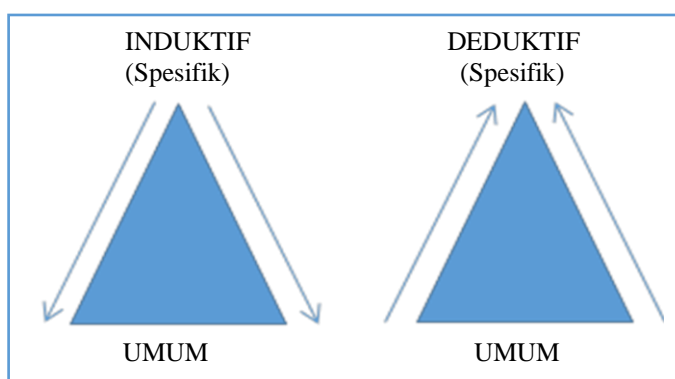 INDUKTIF
(Spesifik)
DEDUKTIF
(Spesifik)
UMUM
UMUM